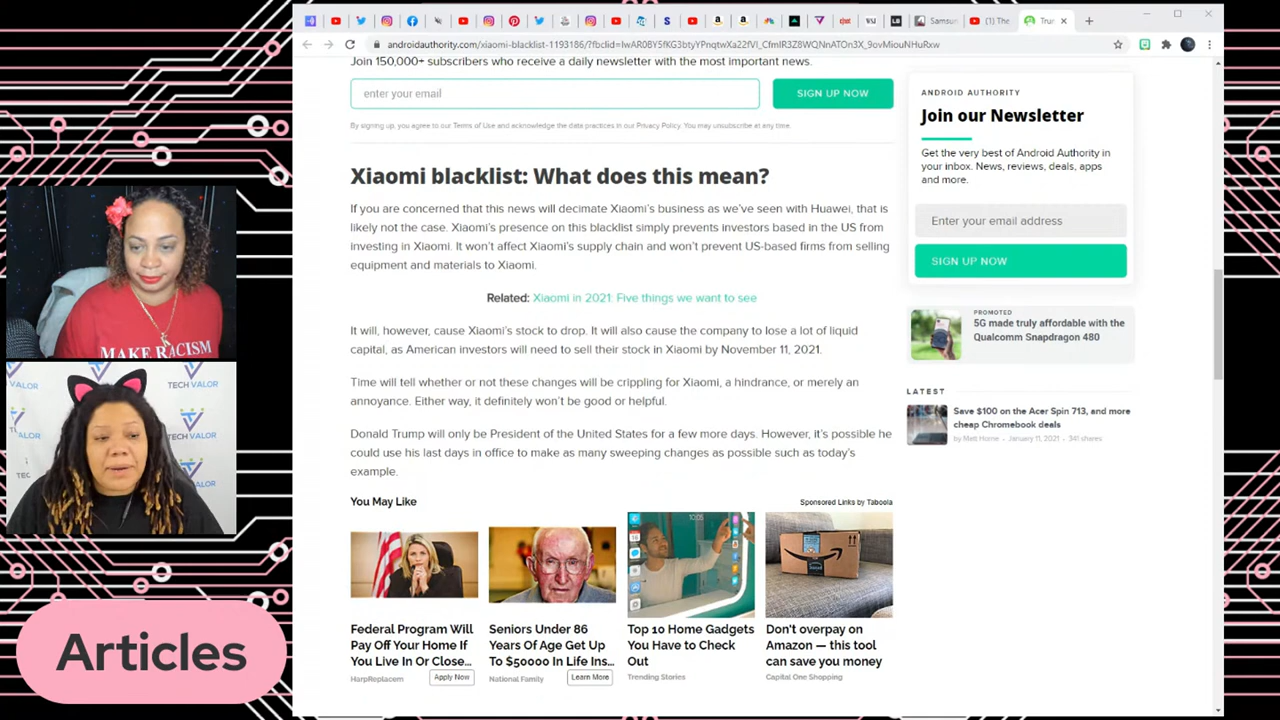 Samsun
(1) The
Trun
androidauthority.com/xiaomi-blacklist-1193186/?fbclid=IwAR0BY5fKG3btyYPnqtwXa22fVI_CfmIR3Z8WQNnATOn3X_9ovMiouNHuRxw
Join 150,000+ subscribers who receive a daily newsletter with the most important news.
enter your email
SIGN UP NOW
By signing up, you agree to our Terms of Use and acknowledge the data practices in our Privacy Policy. You may unsubscribe at any time.
Xiaomi blacklist: What does this mean?
If you are concerned that this news will decimate Xiaomi's business as we've seen with Huawei, that is
likely not the case. Xiaomi's presence on this blacklist simply prevents investors based in the US from
investing in Xiaomi. It won't affect Xiaomi's supply chain and won't prevent US-based firms from selling
equipment and materials to Xiaomi.
Related: Xiaomi in 2021: Five things we want to see
It will, however, cause Xiaomi's stock to drop. It will also cause the company to lose a lot of liquid
capital, as American investors will need to sell their stock in Xiaomi by November 11, 2021.
Time will tell whether or not these changes will be crippling for Xiaomi, a hindrance, or merely an
annoyance. Either way, it definitely won't be good or helpful.
Donald Trump will only be President of the United States for a few more days. However, it's possible he
could use his last days in office to make as many sweeping changes as possible such as today's
example.
You May Like
Sponsored Links by Taboola
Federal Program Will
Pay Off Your Home If
You Live In Or Close...
HarpReplacem
Apply Now
Seniors Under 86
Years Of Age Get Up
To $50000 In Life Ins...
National Family
Learn More
Top 10 Home Gadgets
You Have to Check
Out
Trending Stories
Don't overpay on
Amazon — this tool
can save you money
Capital One Shopping
ANDROID AUTHORITY
Join our Newsletter
Get the very best of Android Authority in
your inbox. News, reviews, deals, apps
and more.
Enter your email address
SIGN UP NOW
PROMOTED
5G made truly affordable with the
Qualcomm Snapdragon 480
LATEST
Save $100 on the Acer Spin 713, and more
cheap Chromebook deals
by Matt Horne • January 11, 2021 • 341 shares
MAKE RACISM
TECH VALOR
TECH VALOR
Articles